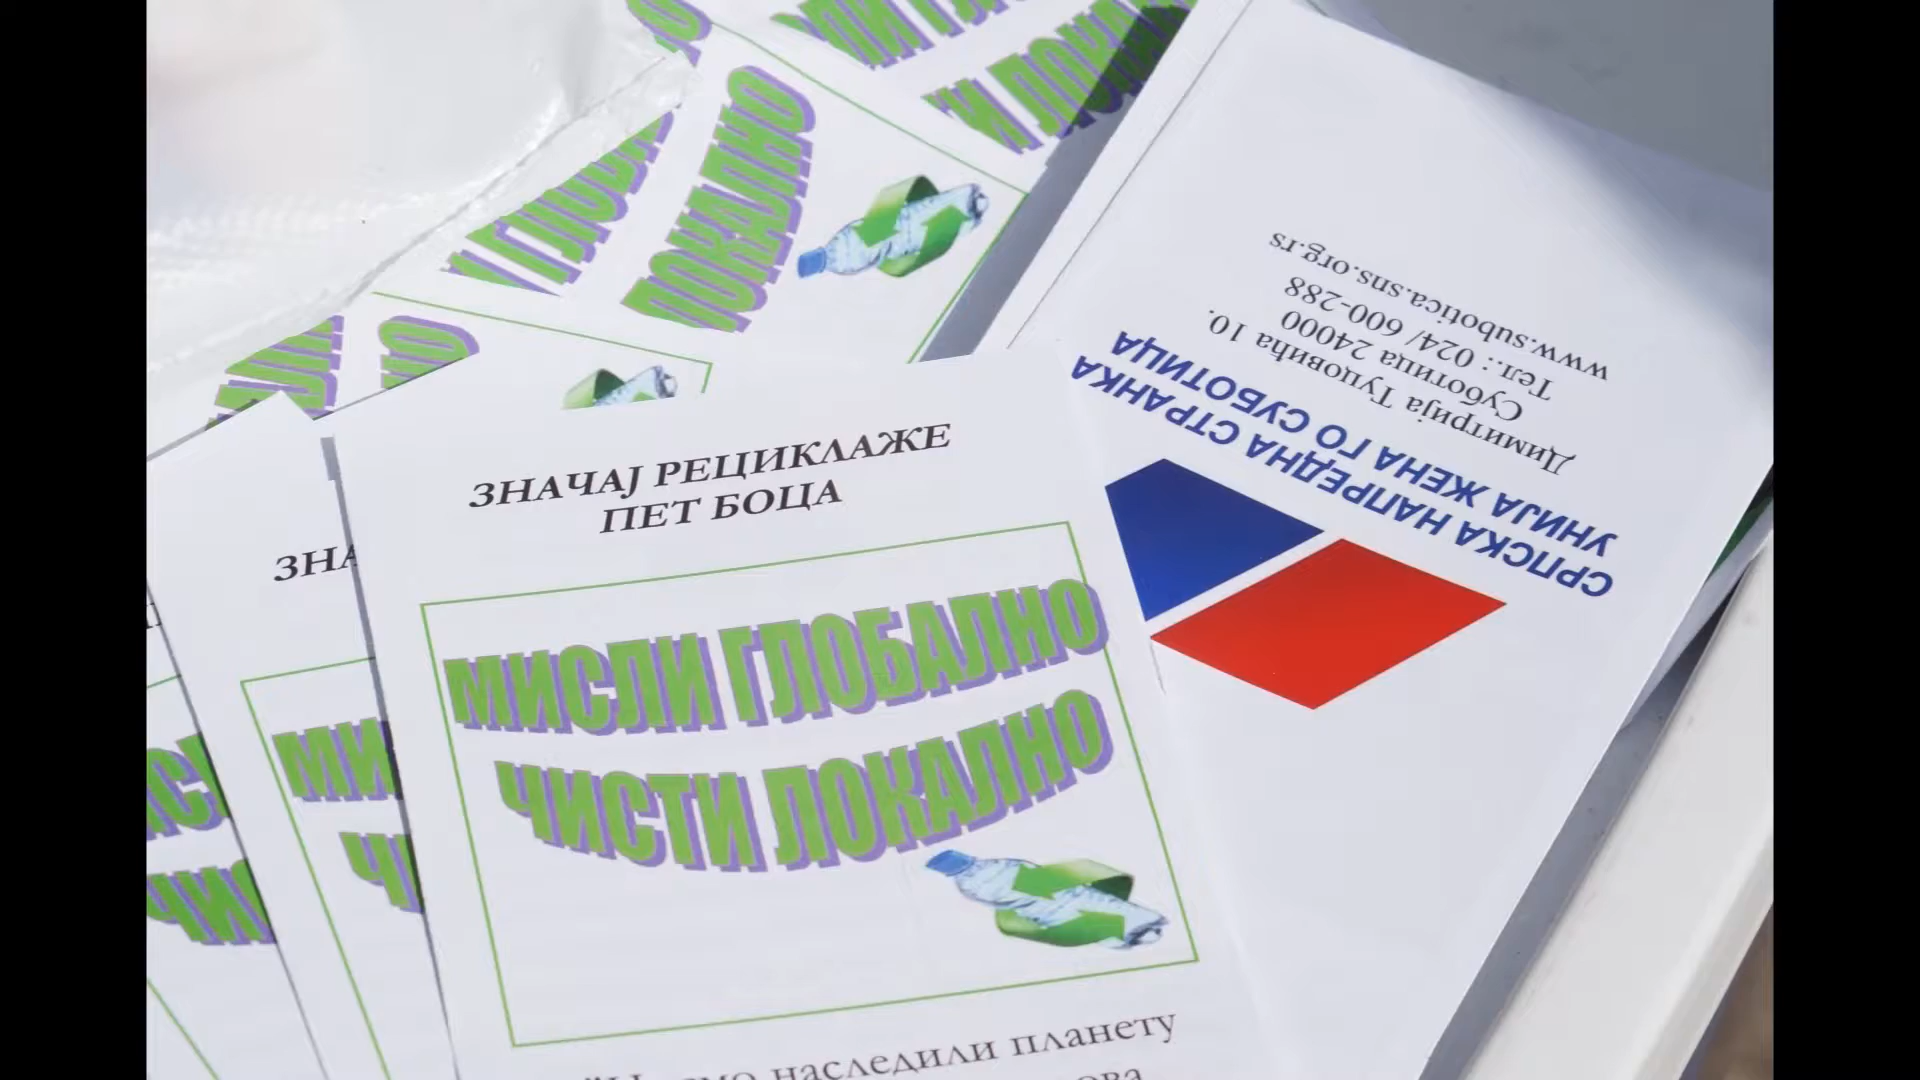 ЗНАЧАЈ РЕЦИКЛАЖЕ
ПЕТ БОЦА
МИСЛИ ГЛОБАЛНО
ЧИСТИ ЛОКАЛНО
наследили планету
СРПСКА НАПРЕДНА СТРАНКА
УНИЈА ЖЕНА ГО СУБОТИЦА
Димитрија Туцовића 10.
Суботица 24000
Тел.: 024/ 600-288
www.subotica.sns.org.rs
ЛОКАЛНО